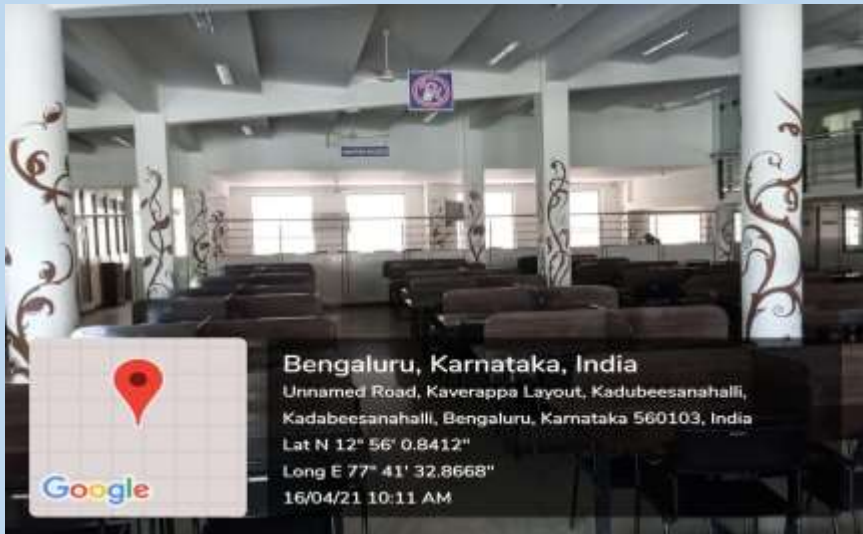 Bengaluru, Karnataka, India
Unnamed Road, Kaverappa Layout, Kadubeesanahalli,
Kadabeesanahalli, Bengaluru, Karnataka 560103, India
Lat N 12° 56' 0.8412"
Long E 77° 41' 32.8668"
16/04/21 10:11 AM
Google